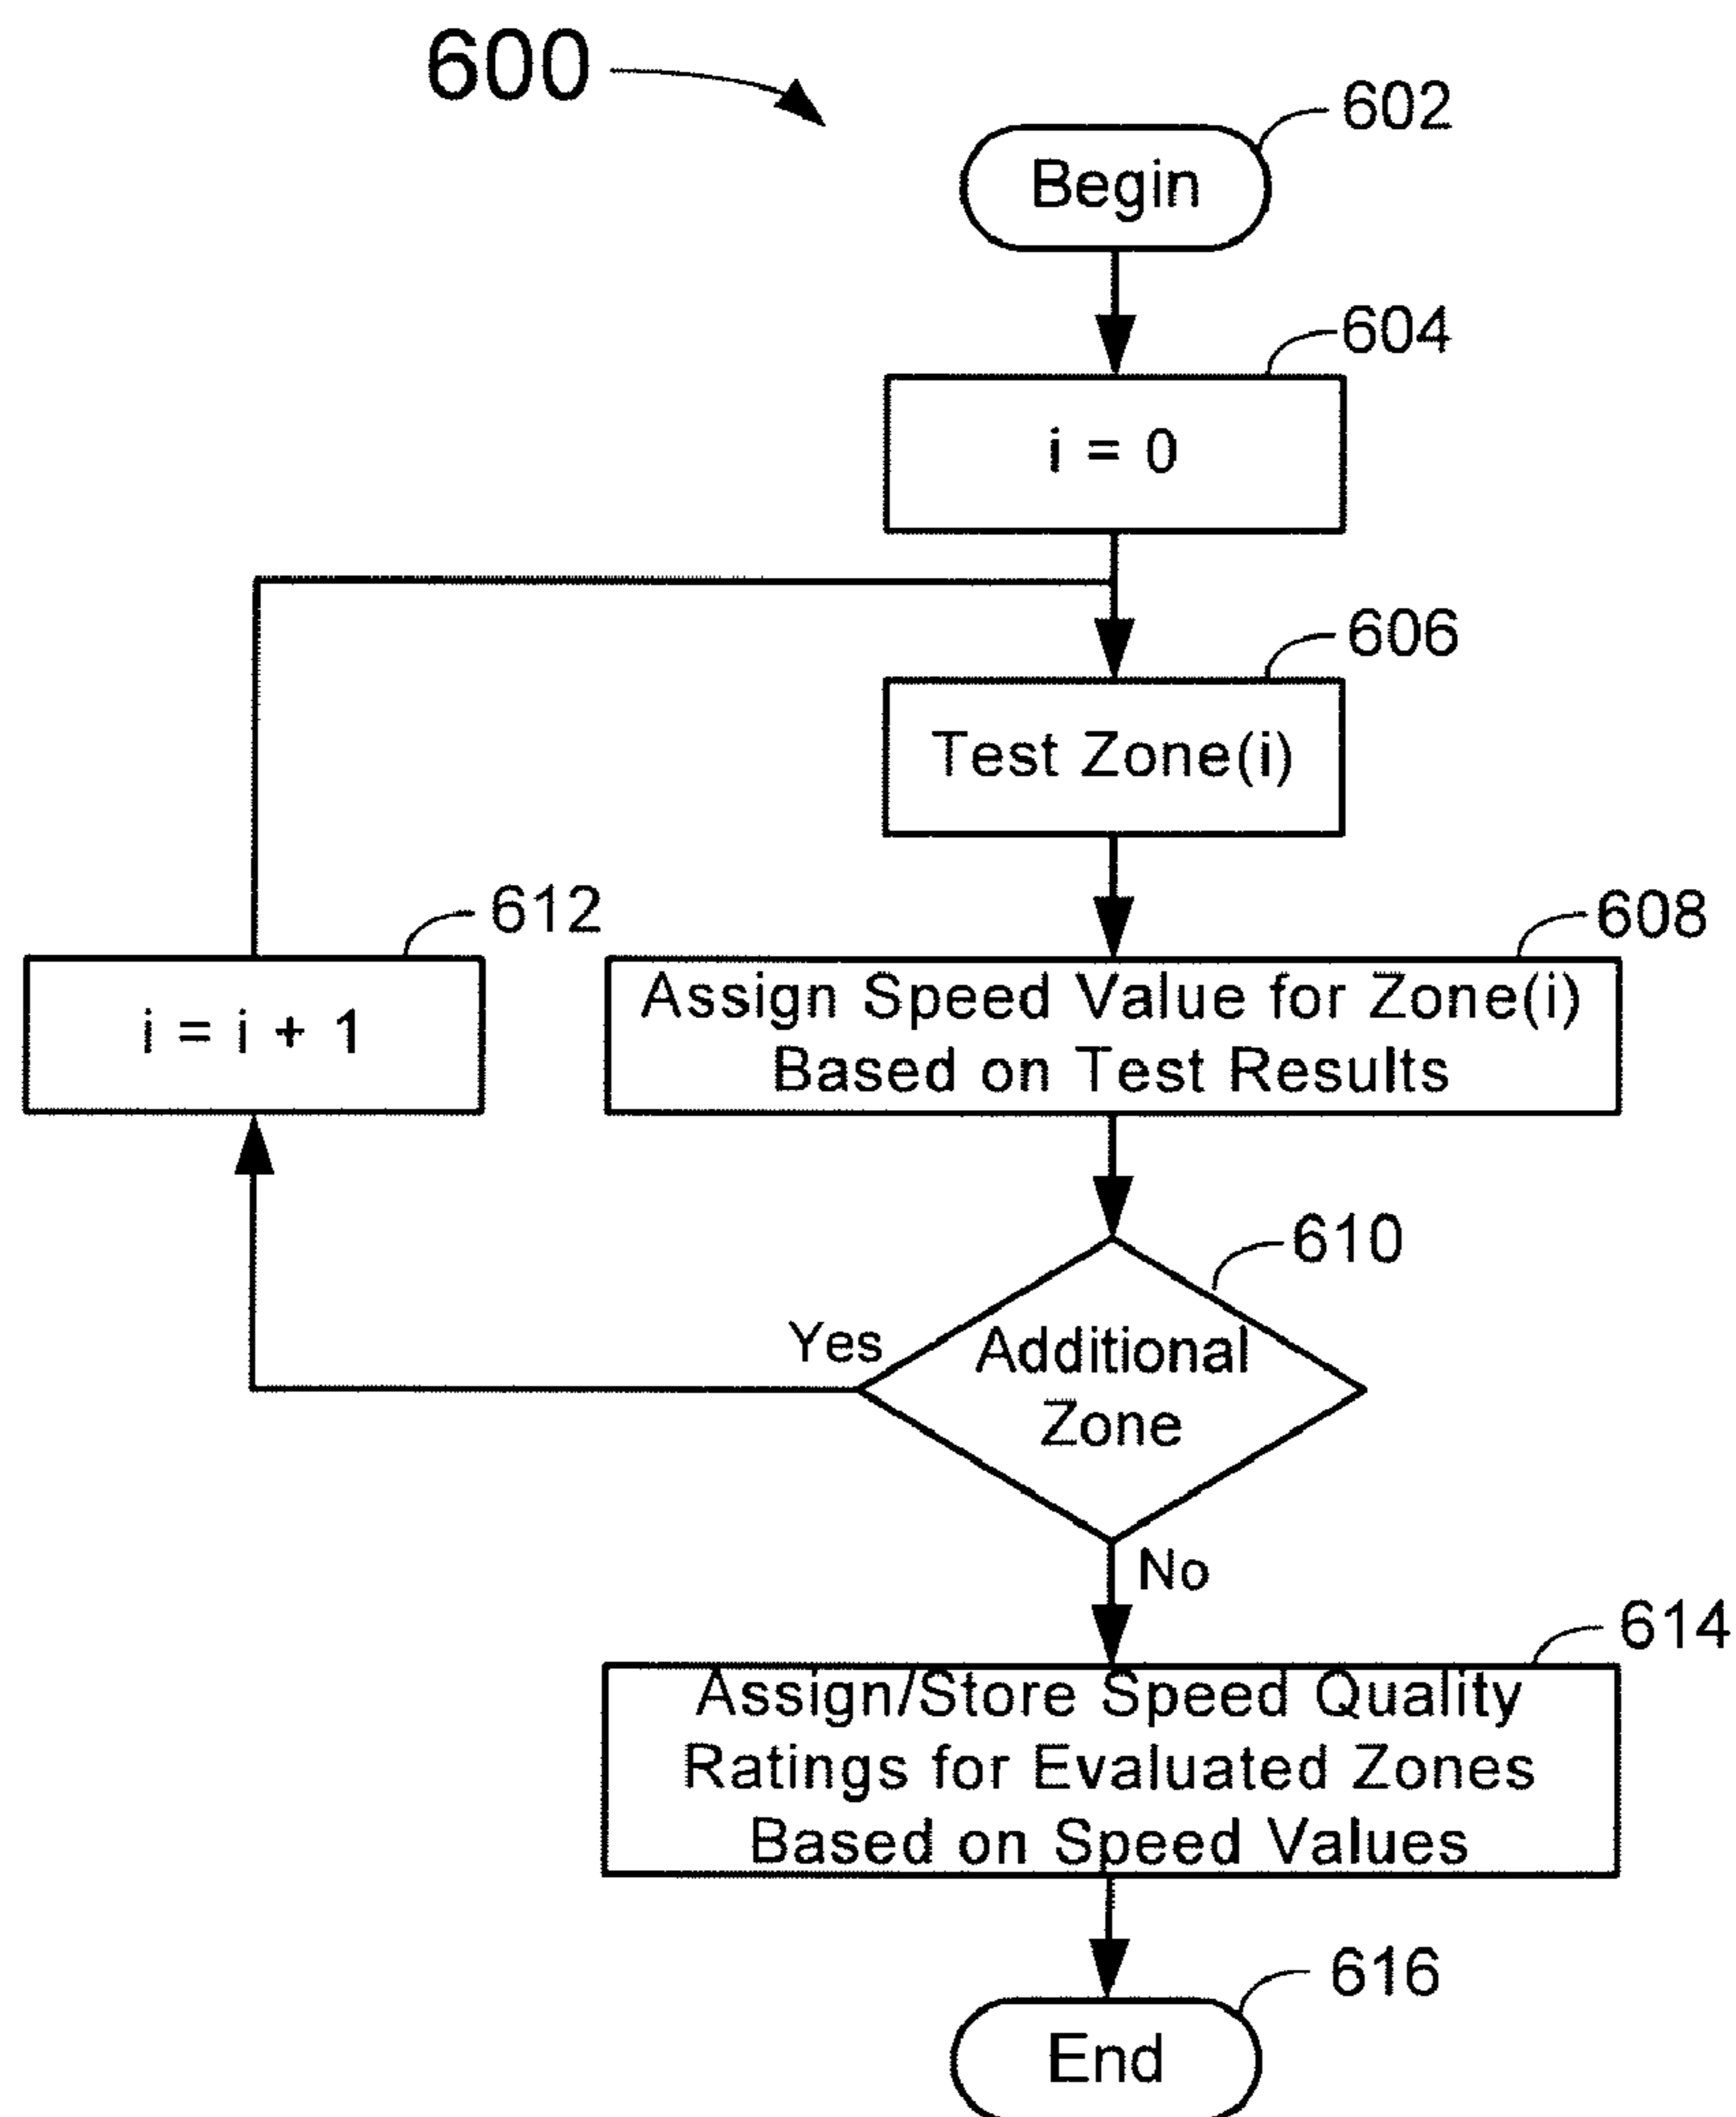 600
602
Begin
604
i = 0
606
Test Zone(i)
612
608
i = i + 1
Assign Speed Value for Zone(i)
Based on Test Results
610
Yes
Additional
Zone
No
614
Assign/Store Speed Quality
Ratings for Evaluated Zones
Based on Speed Values
616
End